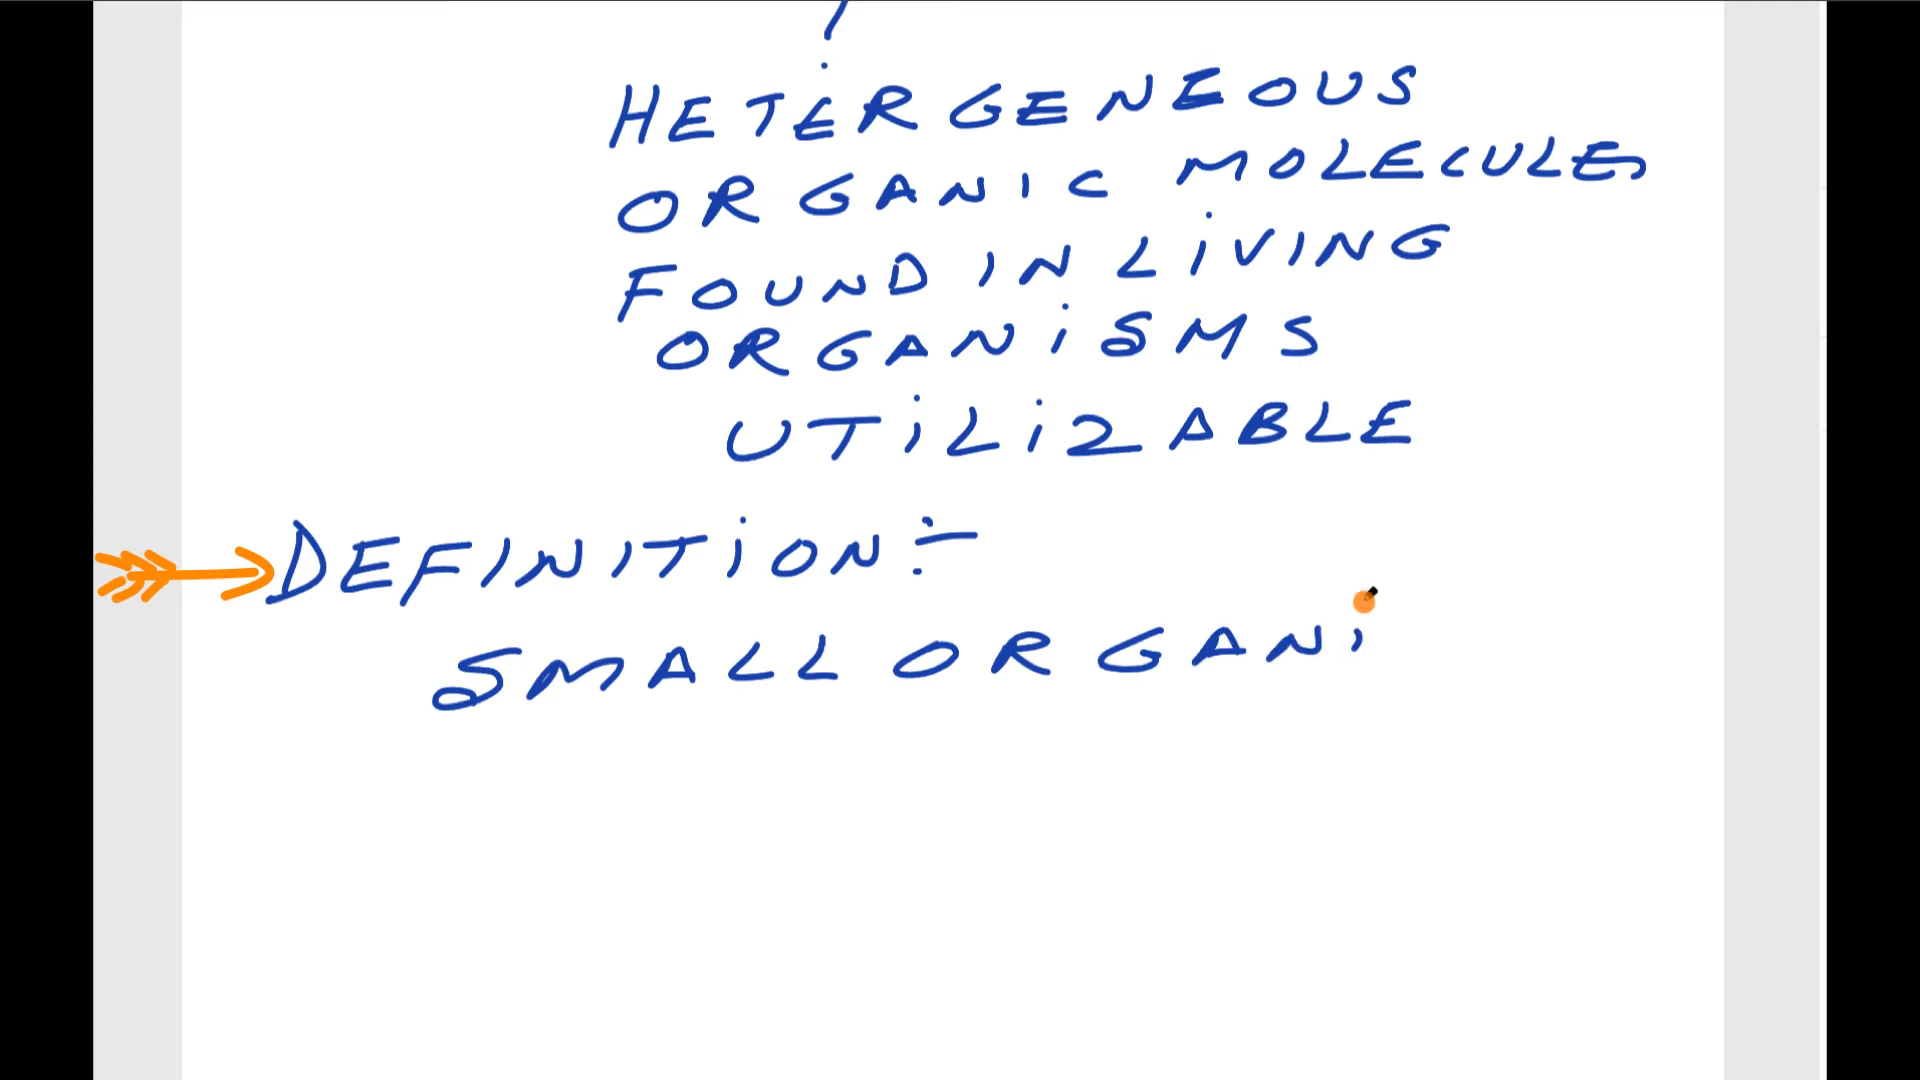 HETERGENEOUS
ORGANIC MOLECULES
FOUND IN LIVING
ORGANISMS
UTILIZABLE
DEFINITION:-
SMALL ORGANI